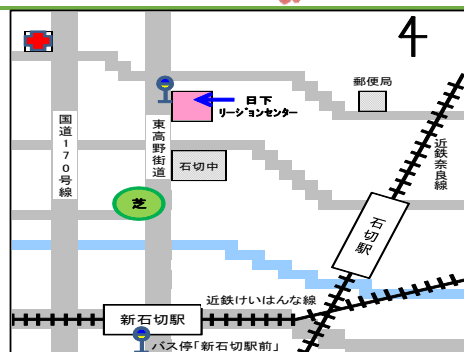 日下
リージョンセンター
郵便局
国道170号線
東高野街道
近鉄奈良線
石切中
芝
石切駅
近鉄けいはんな線
新石切駅
バス停「新石切駅前」